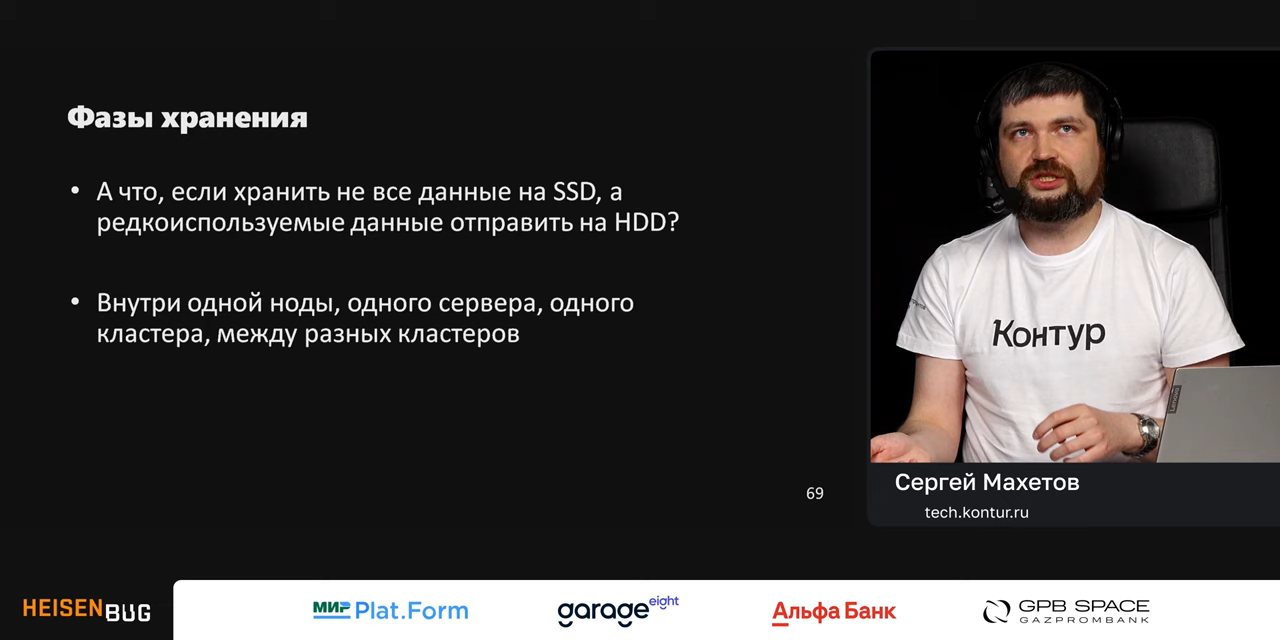 Фазы хранения
• А что, если хранить не все данные на SSD, а
редкоиспользуемые данные отправить на HDD?
• Внутри одной ноды, одного сервера, одного
кластера, между разных кластеров
69
Контур
Сергей Махетов
tech.kontur.ru
HEISENBUG
МИР Plat.Form
garage eight
Альфа Банк
GPB SPACE
GAZPROMBANK